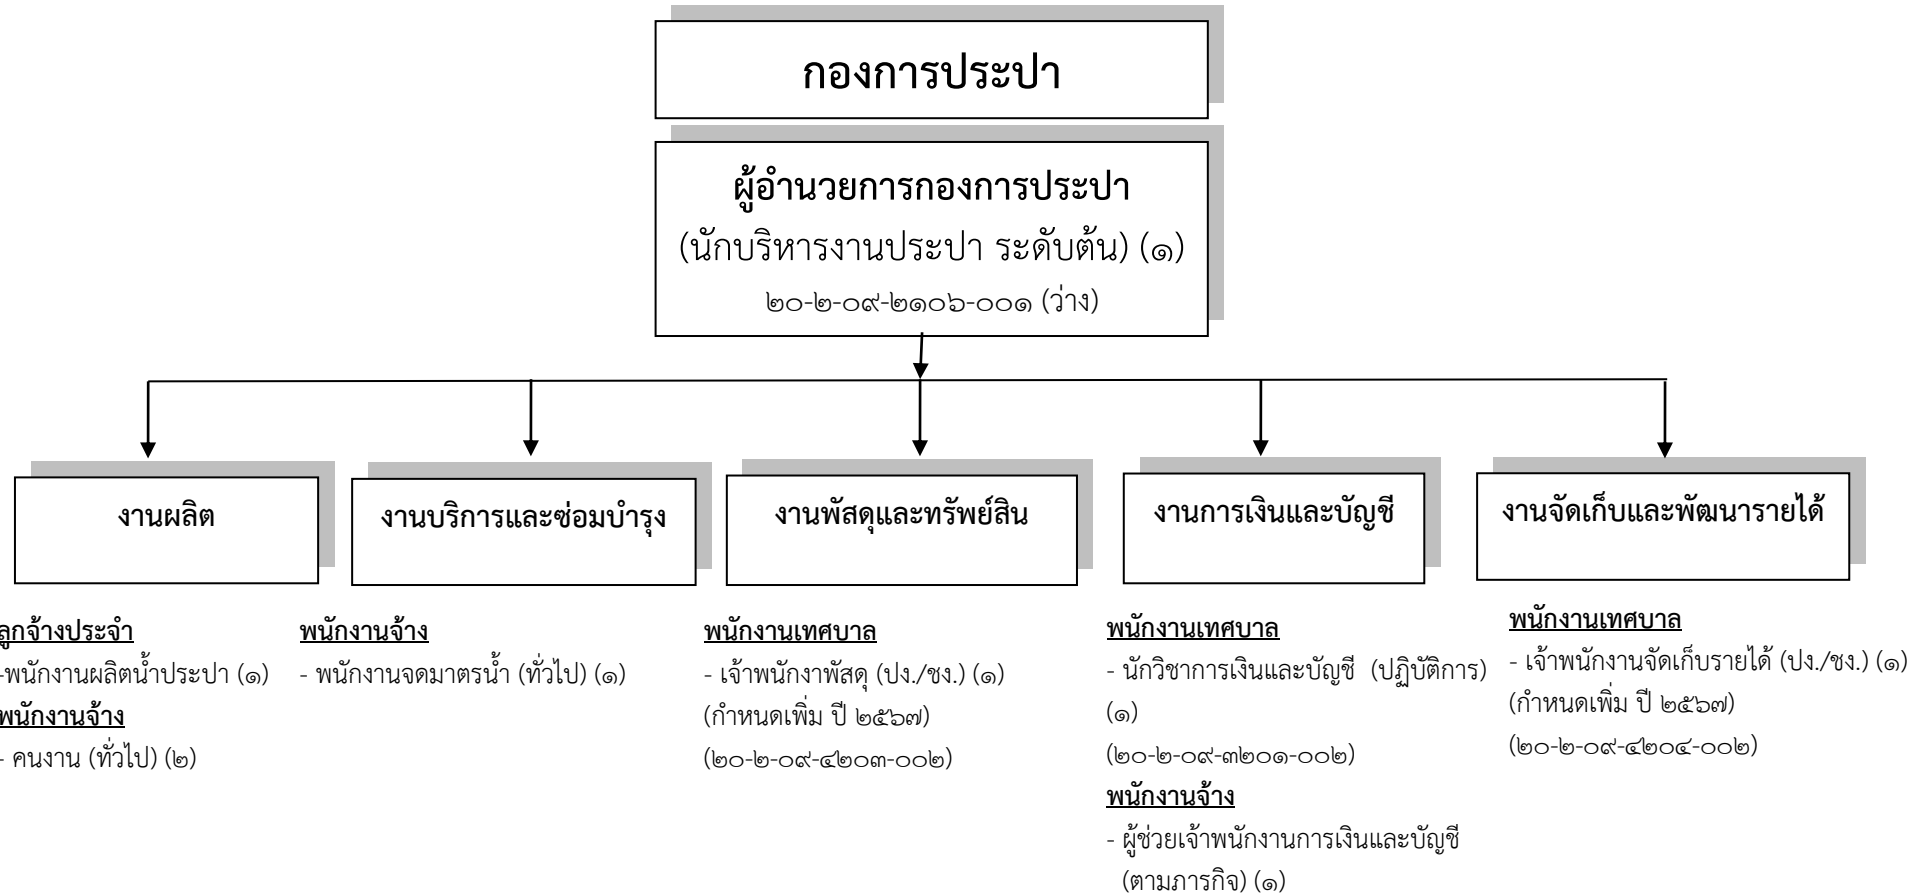 กองการประปา
ผู้อำนวยการกองการประปา
(นักบริหารงานประปา ระดับต้น) (๑)
๒๐-๒-๐๙-๒๑๐๖-๐๐๑ (ว่าง)
งานผลิต
ลูกจ้างประจำ
-พนักงานผลิตน้ำประปา (๑)
พนักงานจ้าง
- คนงาน (ทั่วไป) (๒)
งานบริการและซ่อมบำรุง
พนักงานจ้าง
- พนักงานจดมาตรน้ำ (ทั่วไป) (๑)
งานพัสดุและทรัพย์สิน
พนักงานเทศบาล
- เจ้าพนักงาพัสดุ (ปง./ชง.) (๑)
(กำหนดเพิ่ม ปี ๒๕๖๗)
(๒๐-๒-๐๙-๔๒๐๓-๐๐๒)
งานการเงินและบัญชี
พนักงานเทศบาล
- นักวิชาการเงินและบัญชี (ปฏิบัติการ)
(๑)
(๒๐-๒-๐๙-๓๒๐๑-๐๐๒)
พนักงานจ้าง
- ผู้ช่วยเจ้าพนักงานการเงินและบัญชี
(ตามภารกิจ) (๑)
งานจัดเก็บและพัฒนารายได้
พนักงานเทศบาล
- เจ้าพนักงานจัดเก็บรายได้ (ปง./ชง.) (๑)
(กำหนดเพิ่ม ปี ๒๕๖๗)
(๒๐-๒-๐๙-๔๒๐๔-๐๐๒)